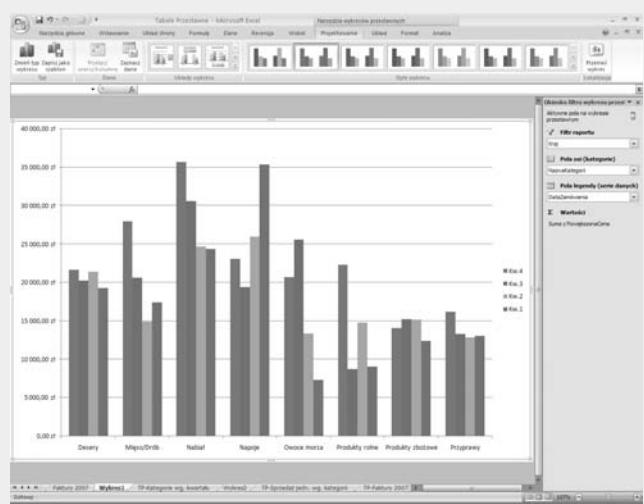 Tabele Przestawne - Microsoft Excel
Narzędzia wykresów przestawnych
Narzędzia główne Wstawianie Układ strony Formuły Dane Recenzja Widok Projektowanie Układ Format Analiza
Zmień typ wykresu
Zapisz jako szablon
Przełącz wiersz/kolumnę
Zaznacz dane
Przenieś wykres
Typ Dane Układy wykresu Style wykresu Lokalizacja
Okienko filtru wykresu przest
Aktywne pola na wykresie
przestawnym
Filtr raportu
Kraj
Pola osi (kategorie)
NazwaKategorii
Pola legendy (serie danych)
DataZamówienia
Σ Wartości
Suma z PowiększonaCena
40 000,00 zł
35 000,00 zł
30 000,00 zł
25 000,00 zł
20 000,00 zł
15 000,00 zł
10 000,00 zł
5 000,00 zł
0,00 zł
Kw.4
Kw.3
Kw.2
Kw.1
Desery Mięso/Drób Nabiał Napoje Owoce morza Produkty rolne Produkty zbożowe Przyprawy
Faktura 2007 Wykres1 TP-Kategorie wg. kwartału Wykres2 TP-Sprzedaż jedn. wg. kategorii TP-Faktura 2007
Gotowy
107%